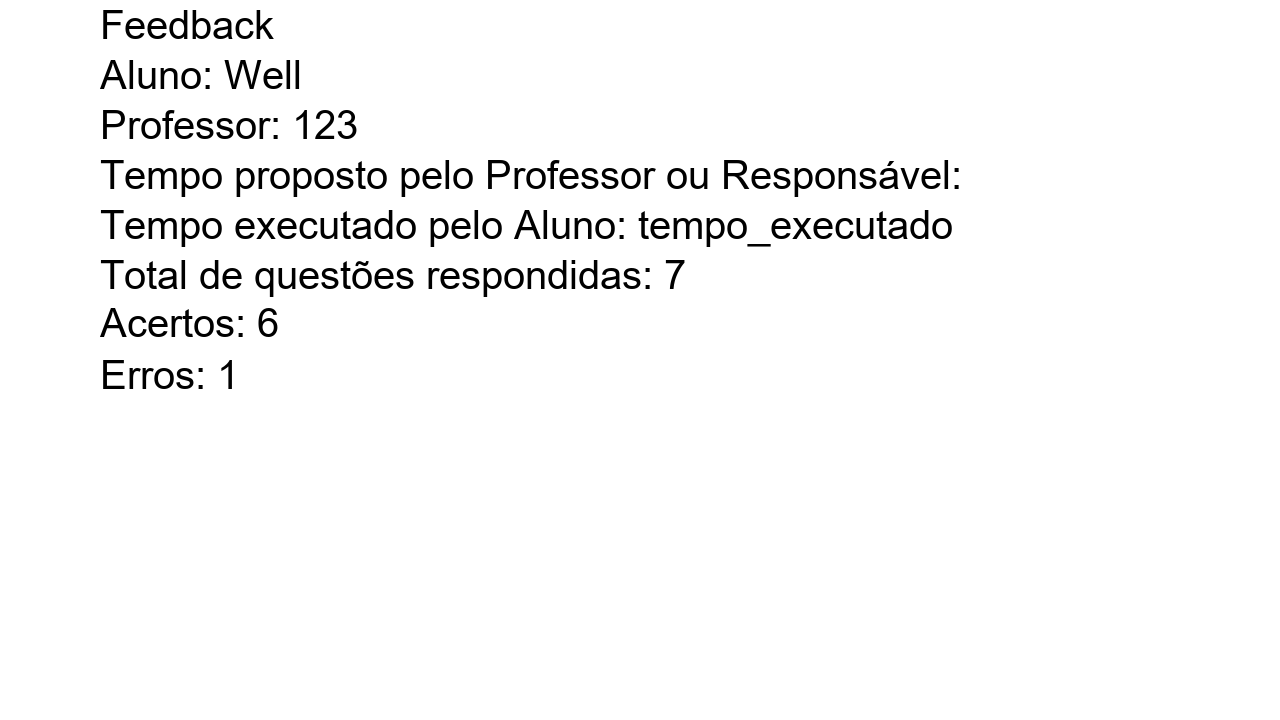 Feedback
Aluno: Well
Professor: 123
Tempo proposto pelo Professor ou Responsável:
Tempo executado pelo Aluno: tempo_executado
Total de questões respondidas: 7
Acertos: 6
Erros: 1